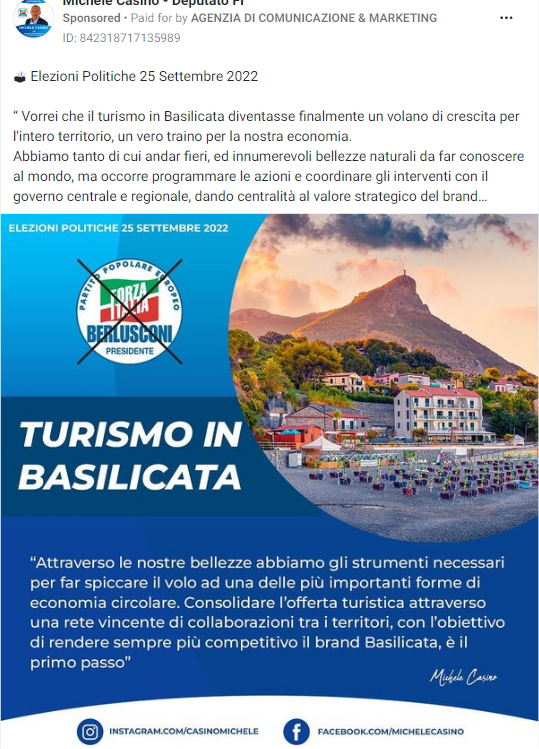 Michele Casino - Deputato FI
Sponsored • Paid for by AGENZIA DI COMUNICAZIONE & MARKETING
ID: 842318717135989
🗳 Elezioni Politiche 25 Settembre 2022
“ Vorrei che il turismo in Basilicata diventasse finalmente un volano di crescita per
l'intero territorio, un vero traino per la nostra economia.
Abbiamo tanto di cui andar fieri, ed innumerevoli bellezze naturali da far conoscere
al mondo, ma occorre programmare le azioni e coordinare gli interventi con il
governo centrale e regionale, dando centralità al valore strategico del brand...
ELEZIONI POLITICHE 25 SETTEMBRE 2022
PARTITO POPOLARE EUROPEO
FORZA
ITALIA
BERLUSCONI
PRESIDENTE
TURISMO IN
BASILICATA
“Attraverso le nostre bellezze abbiamo gli strumenti necessari
per far spiccare il volo ad una delle più importanti forme di
economia circolare. Consolidare l’offerta turistica attraverso
una rete vincente di collaborazioni tra i territori, con l’obiettivo
di rendere sempre più competitivo il brand Basilicata, è il
primo passo”
Michele Casino
INSTAGRAM.COM/CASINOMICHELE
FACEBOOK.COM/MICHELECASINO